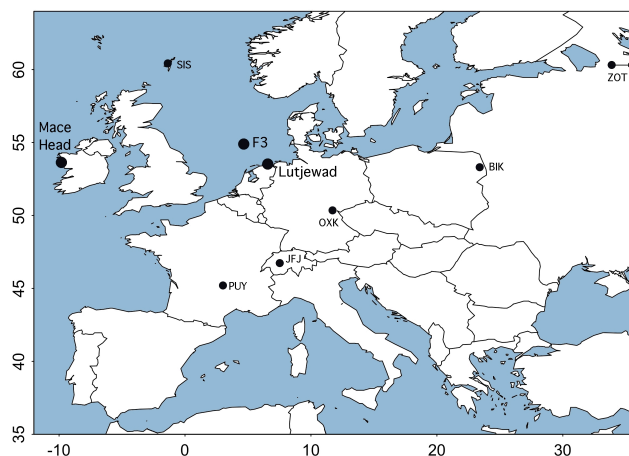 60
SIS
ZOT
Mace
Head
55
F3
Lutjewad
BIK
50
OXK
JFJ
45
PUY
40
35
-10 0 10 20 30